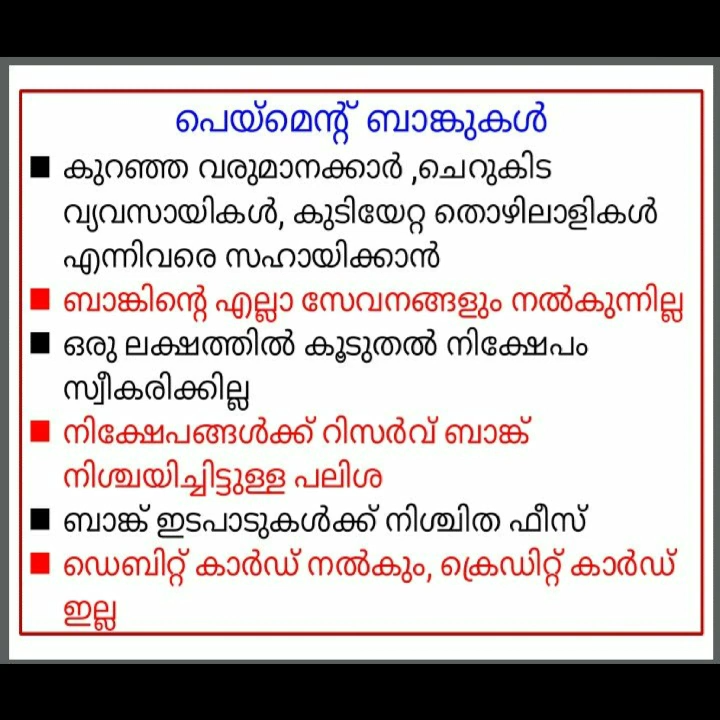 പെയ്മെന്റ് ബാങ്കുകൾ
■ കുറഞ്ഞ വരുമാനക്കാർ ,ചെറുകിട
വ്യവസായികൾ, കുടിയേറ്റ തൊഴിലാളികൾ
എന്നിവരെ സഹായിക്കാൻ
■ ബാങ്കിന്റെ എല്ലാ സേവനങ്ങളും നൽകുന്നില്ല
■ ഒരു ലക്ഷത്തിൽ കൂടുതൽ നിക്ഷേപം
സ്വീകരിക്കില്ല
■ നിക്ഷേപങ്ങൾക്ക് റിസർവ് ബാങ്ക്
നിശ്ചയിച്ചിട്ടുള്ള പലിശ
■ ബാങ്ക് ഇടപാടുകൾക്ക് നിശ്ചിത ഫീസ്
■ ഡെബിറ്റ് കാർഡ് നൽകും, ക്രെഡിറ്റ് കാർഡ്
ഇല്ല